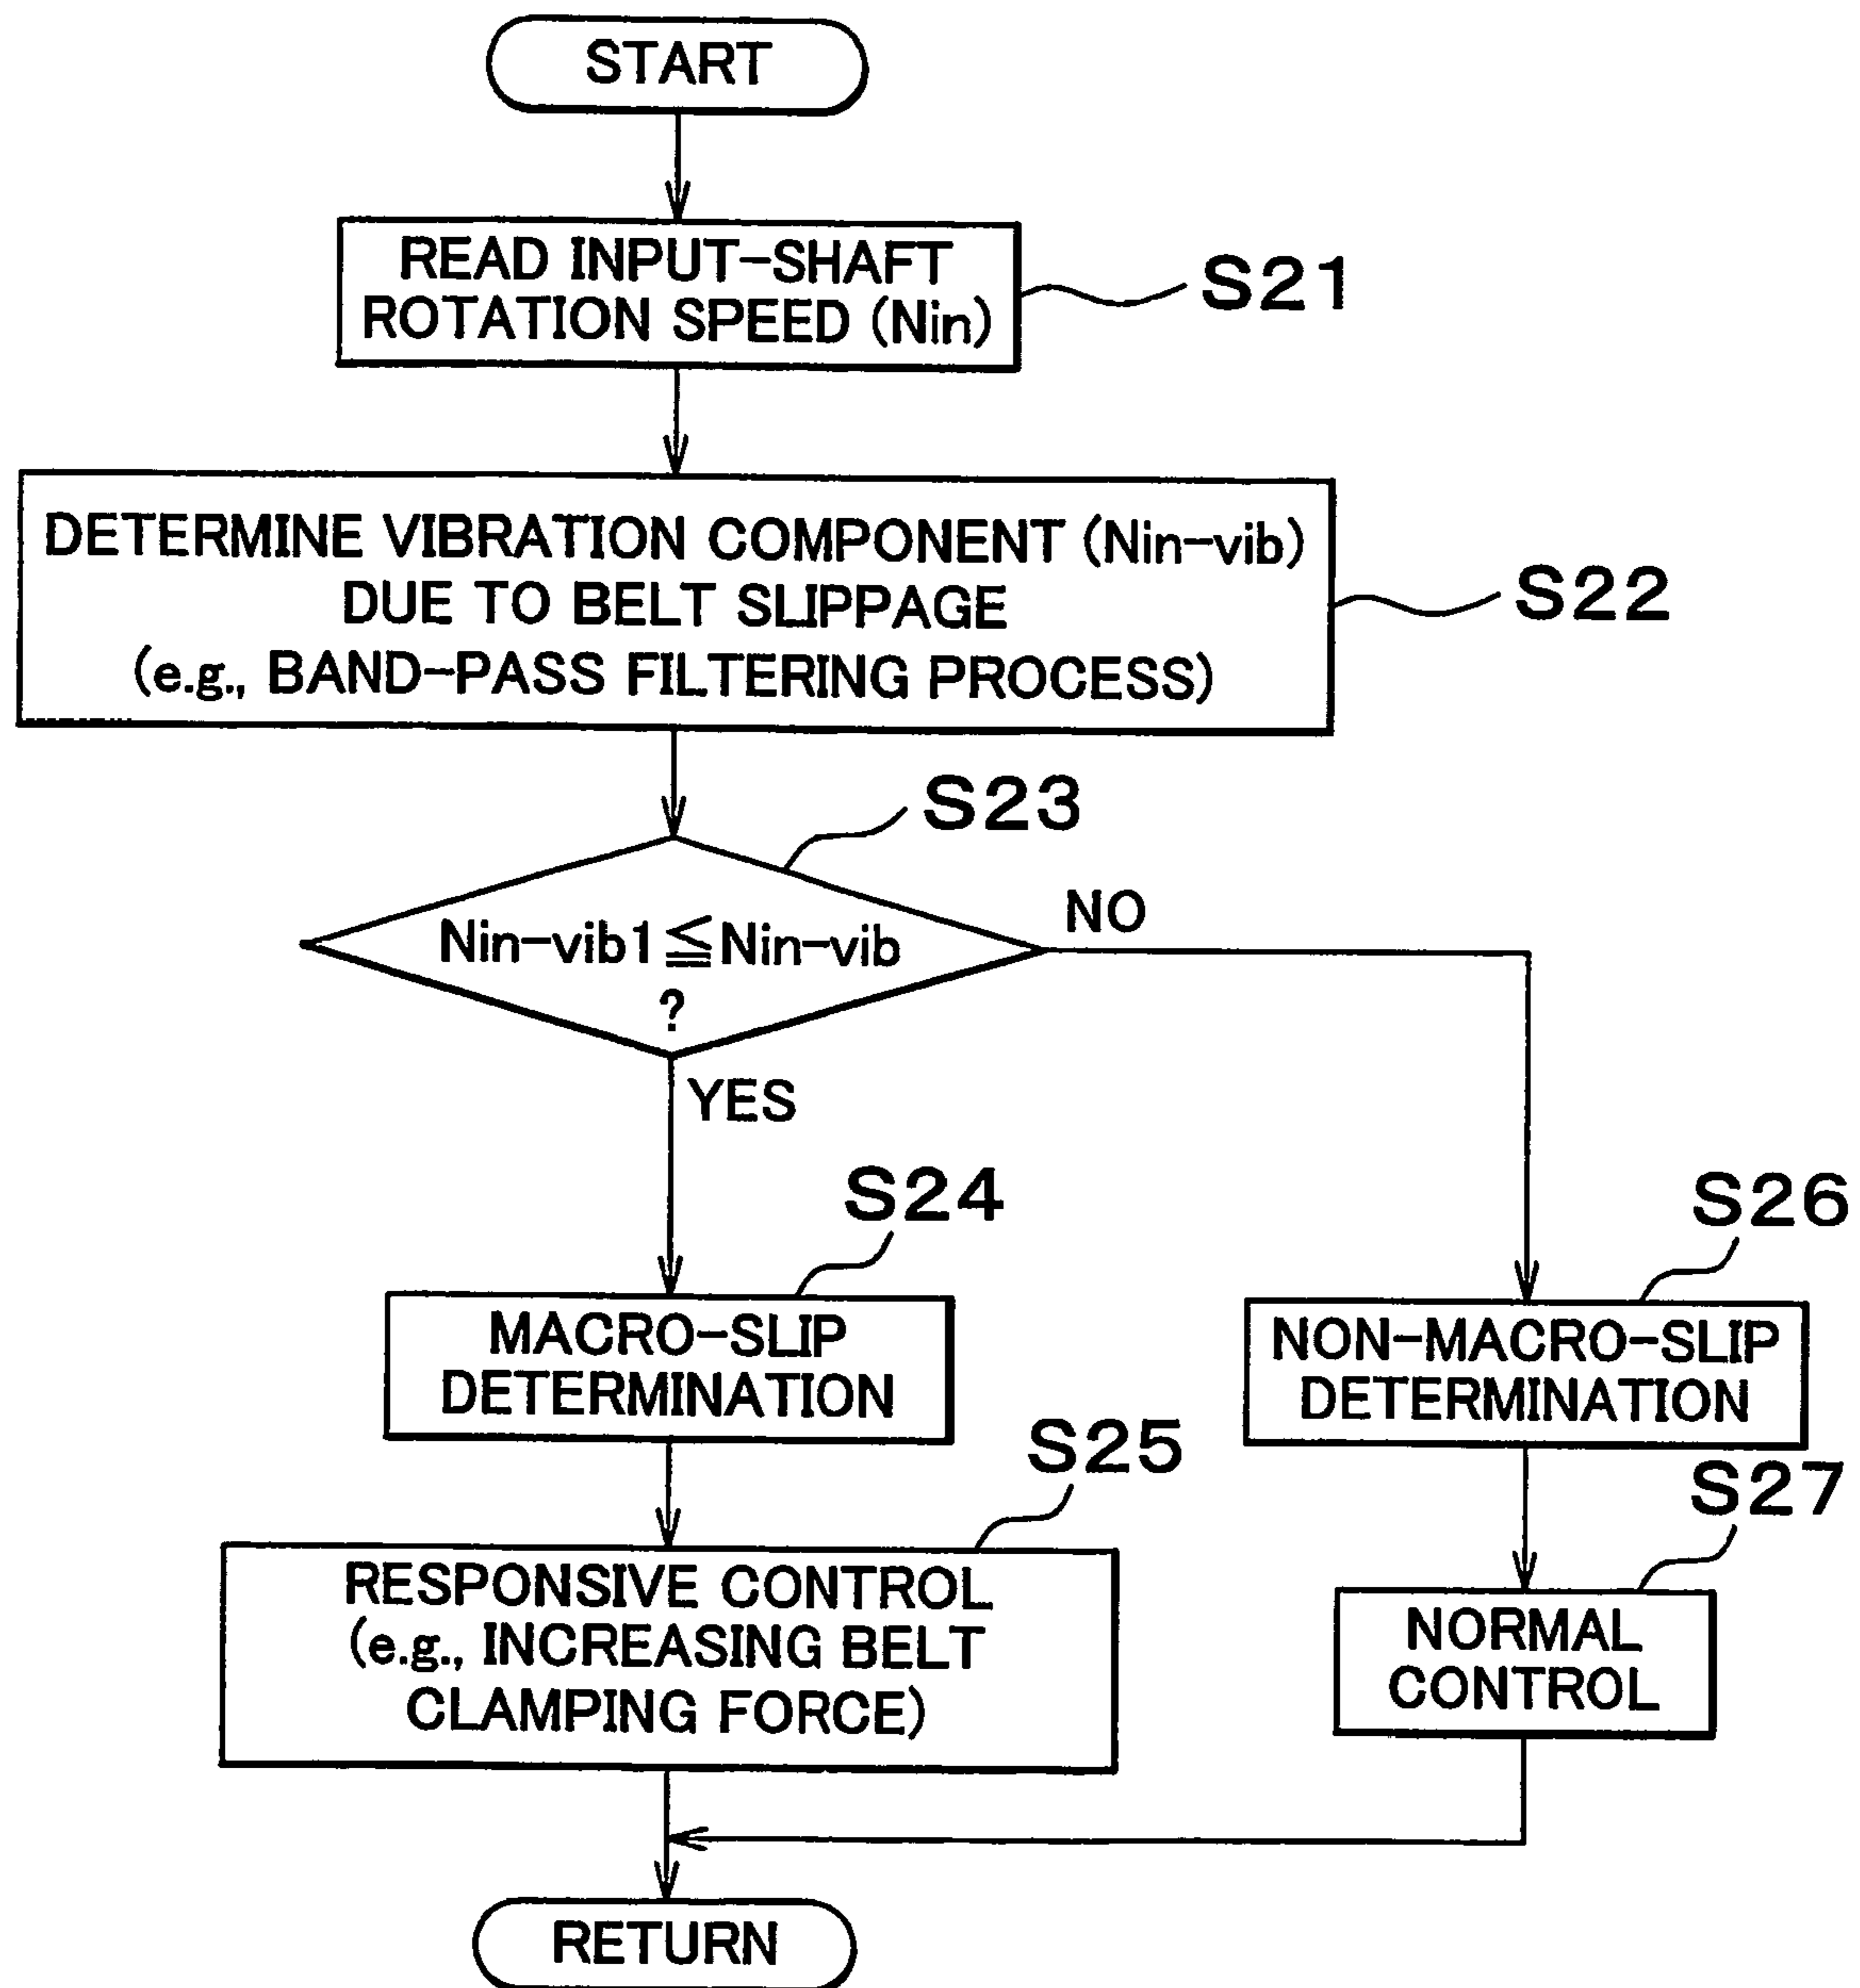 START
READ INPUT-SHAFT
ROTATION SPEED (Nin)
S21
DETERMINE VIBRATION COMPONENT (Nin-vib)
DUE TO BELT SLIPPAGE
(e.g., BAND-PASS FILTERING PROCESS)
S22
S23
Nin-vib1≦Nin-vib
?
NO
YES
S24
MACRO-SLIP
DETERMINATION
S26
NON-MACRO-SLIP
DETERMINATION
S25
RESPONSIVE CONTROL
(e.g., INCREASING BELT
CLAMPING FORCE)
S27
NORMAL
CONTROL
RETURN